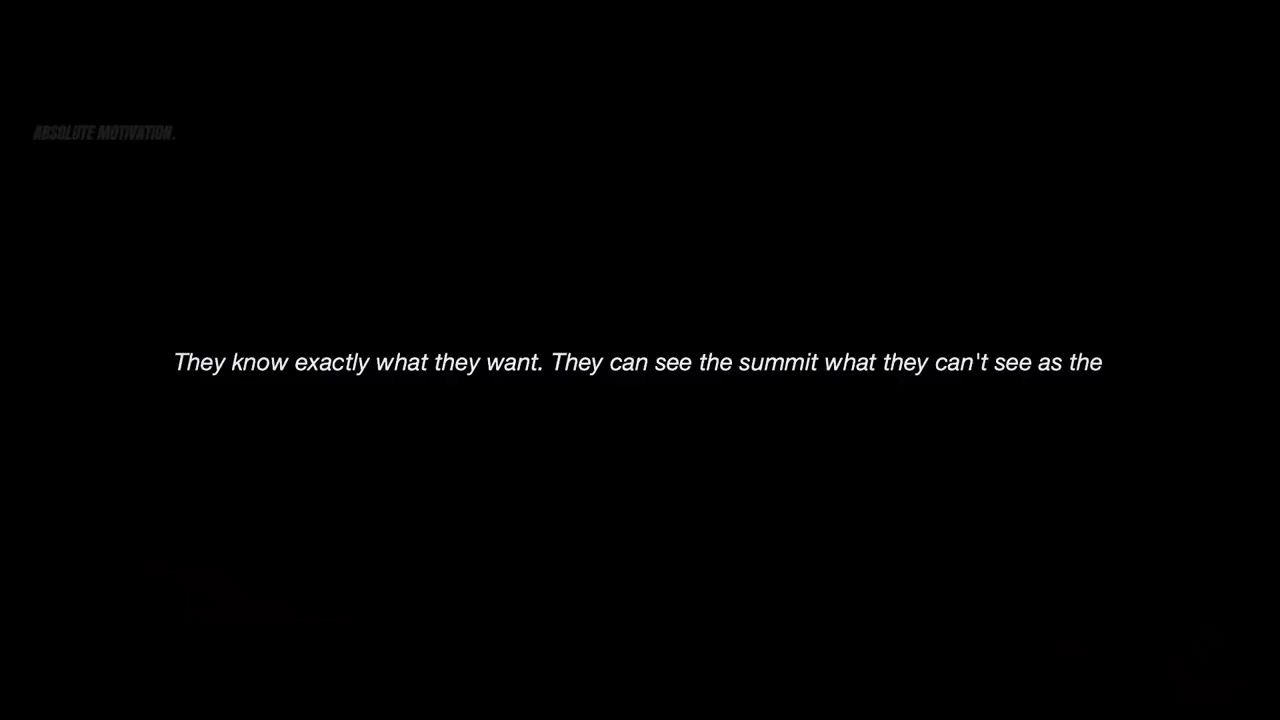 ABSOLUTE MOTIVATION.
They know exactly what they want. They can see the summit what they can't see as the